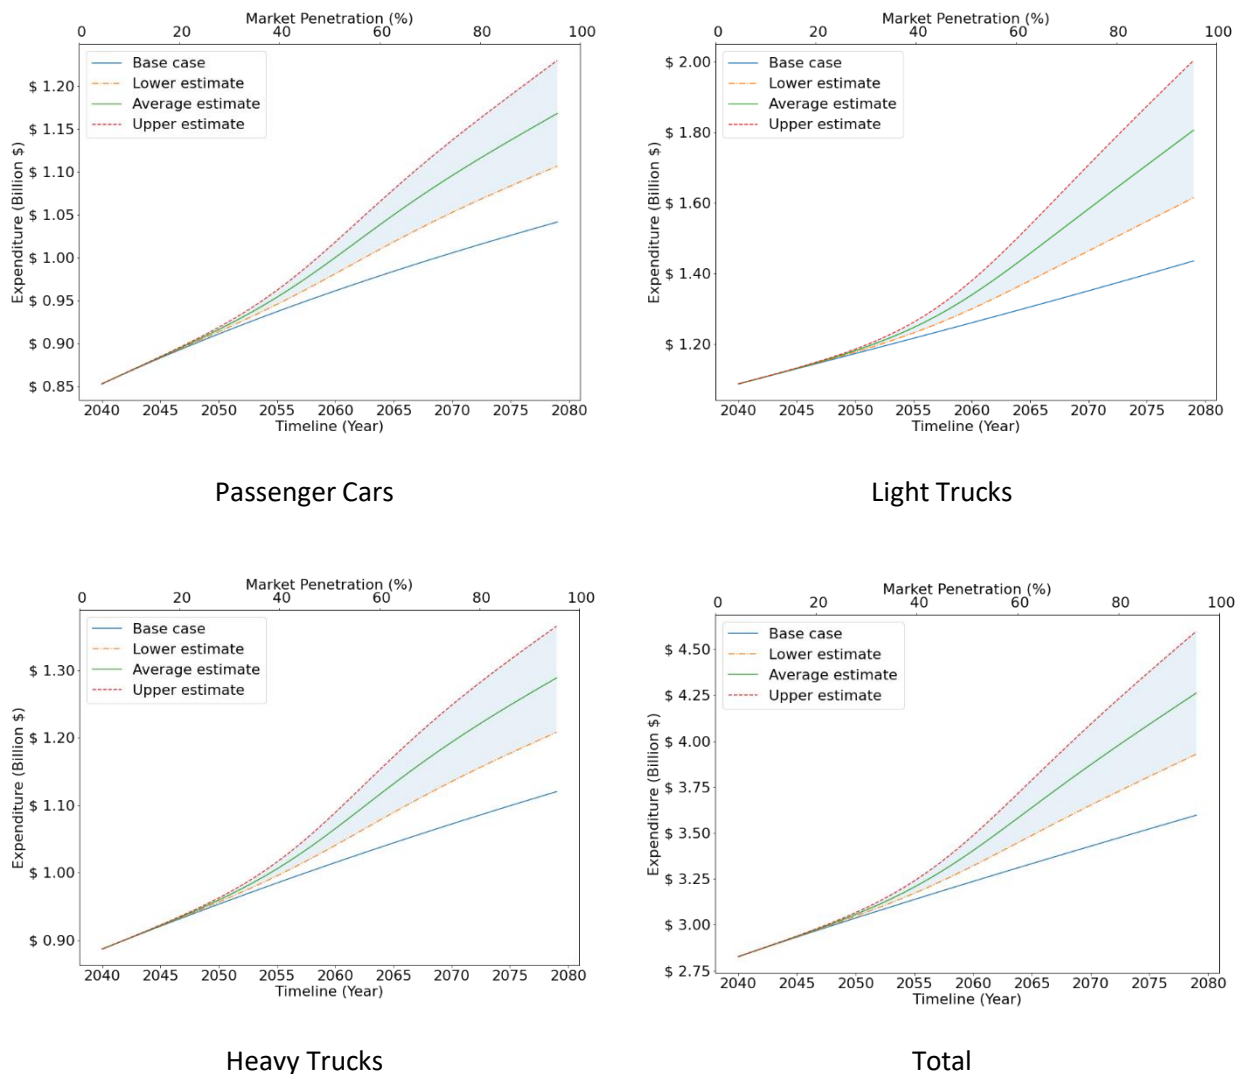 Market Penetration (%)
0 20 40 60 80 100
Base case
Lower estimate
Average estimate
Upper estimate
Expenditure (Billion $)
$ 1.20
$ 1.15
$ 1.10
$ 1.05
$ 1.00
$ 0.95
$ 0.90
$ 0.85
2040 2045 2050 2055 2060 2065 2070 2075 2080
Timeline (Year)
Passenger Cars
Market Penetration (%)
0 20 40 60 80 100
Base case
Lower estimate
Average estimate
Upper estimate
Expenditure (Billion $)
$ 2.00
$ 1.80
$ 1.60
$ 1.40
$ 1.20
2040 2045 2050 2055 2060 2065 2070 2075 2080
Timeline (Year)
Light Trucks
Market Penetration (%)
0 20 40 60 80 100
Base case
Lower estimate
Average estimate
Upper estimate
Expenditure (Billion $)
$ 1.30
$ 1.20
$ 1.10
$ 1.00
$ 0.90
2040 2045 2050 2055 2060 2065 2070 2075 2080
Timeline (Year)
Heavy Trucks
Market Penetration (%)
0 20 40 60 80 100
Base case
Lower estimate
Average estimate
Upper estimate
Expenditure (Billion $)
$ 4.50
$ 4.25
$ 4.00
$ 3.75
$ 3.50
$ 3.25
$ 3.00
$ 2.75
2040 2045 2050 2055 2060 2065 2070 2075 2080
Timeline (Year)
Total